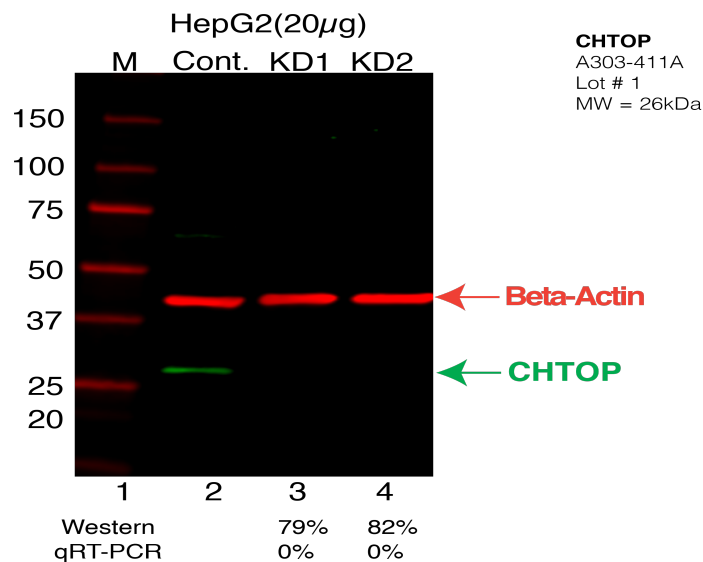 HepG2(20µg)
M Cont. KD1 KD2
CHTOP
A303-411A
Lot # 1
MW = 26kDa
150
100
75
50
37
25
20
Beta-Actin
CHTOP
1 2 3 4
Western 79% 82%
qRT-PCR 0% 0%